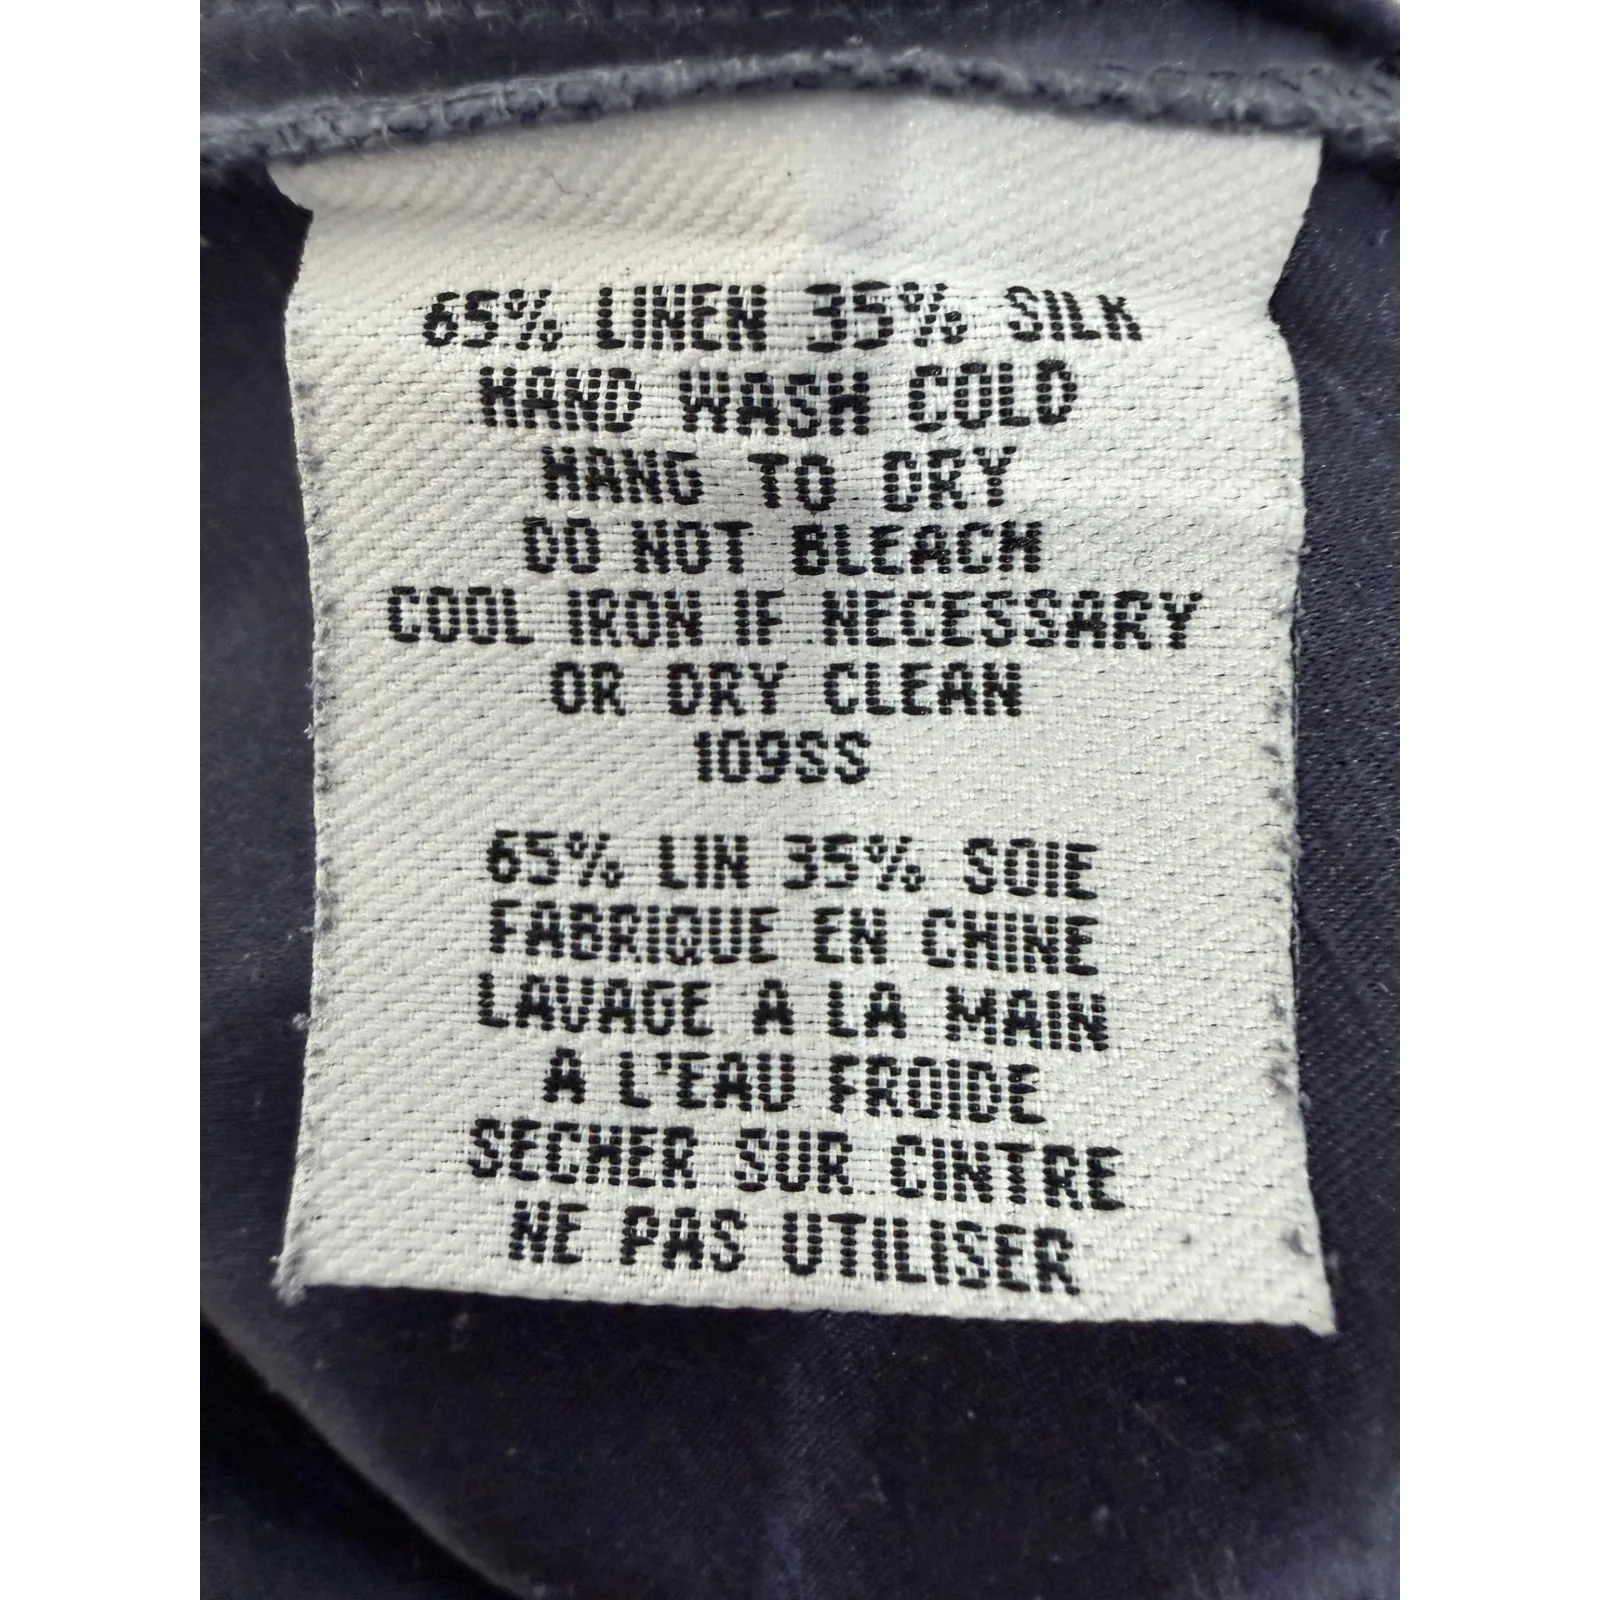 65% LINEN 35% SILK
HAND WASH COLD
HANG TO DRY
DO NOT BLEACH
COOL IRON IF NECESSARY
OR DRY CLEAN
109SS
65% LIN 35% SOIE
FABRIQUE EN CHINE
LAVAGE A LA MAIN
A L'EAU FROIDE
SECHER SUR CINTRE
NE PAS UTILISER